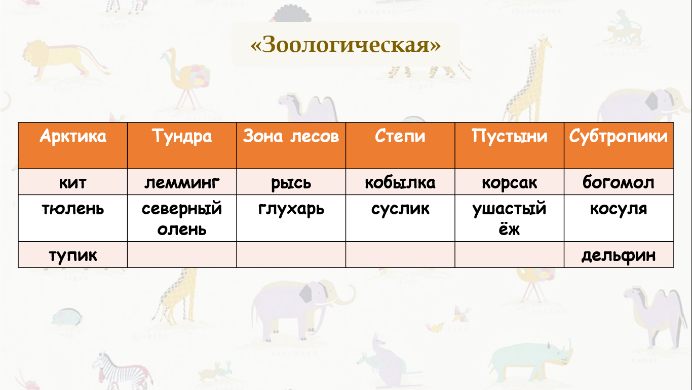 «Зоологическая»
Арктика Тундра Зона лесов Степи Пустыни Субтропики
кит лемминг рысь кобылка корсак богомол
тюлень северный олень глухарь суслик ушастый ёж косуля
тупик дельфин